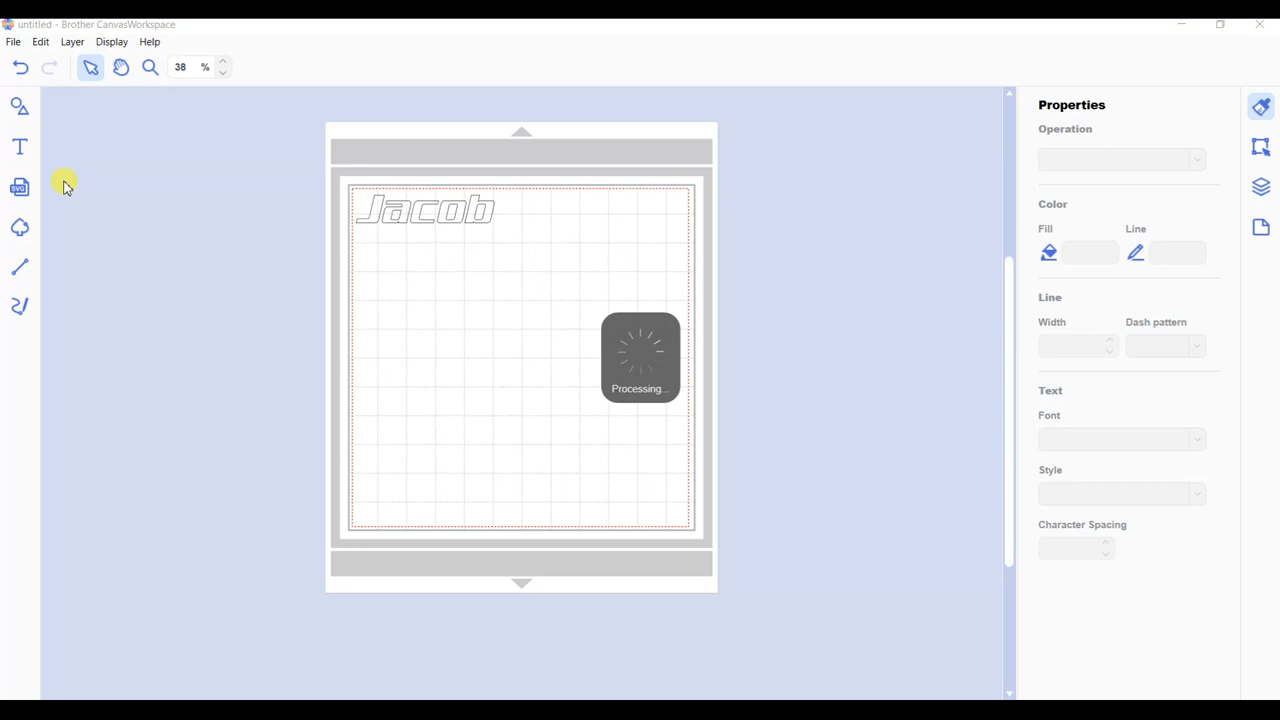 untitled - Brother CanvasWorkspace
File Edit Layer Display Help
38 %
SVG
Jacob
Processing...
Properties
Operation
Color
Fill Line
Line
Width Dash pattern
Text
Font
Style
Character Spacing